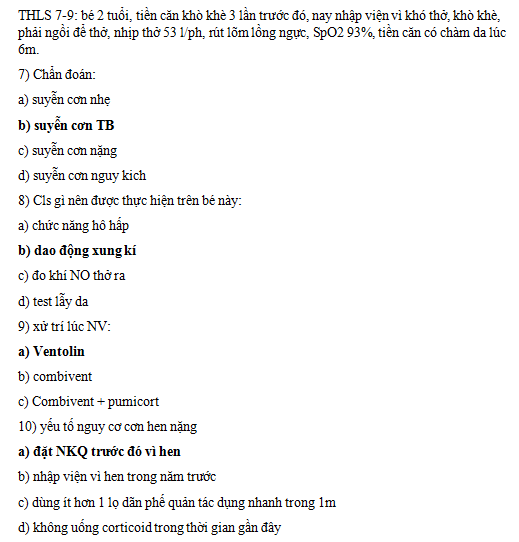 THLS 7-9: bé 2 tuổi, tiền căn khò khè 3 lần trước đó, nay nhập viện vì khó thở, khò khè,
phải ngồi để thở, nhịp thở 53 l/ph, rút lõm lồng ngực, SpO2 93%, tiền căn có chàm da lúc
6m.
7) Chẩn đoán:
a) suyễn cơn nhẹ
b) suyễn cơn TB
c) suyễn cơn nặng
d) suyễn cơn nguy kich
8) Cls gì nên được thực hiện trên bé này:
a) chức năng hô hấp
b) dao động xung kí
c) đo khí NO thở ra
d) test lẫy da
9) xử trí lúc NV:
a) Ventolin
b) combivent
c) Combivent + pumicort
10) yếu tố nguy cơ cơn hen nặng
a) đặt NKQ trước đó vì hen
b) nhập viện vì hen trong năm trước
c) dùng ít hơn 1 lọ dãn phế quản tác dụng nhanh trong 1m
d) không uống corticoid trong thời gian gần đây